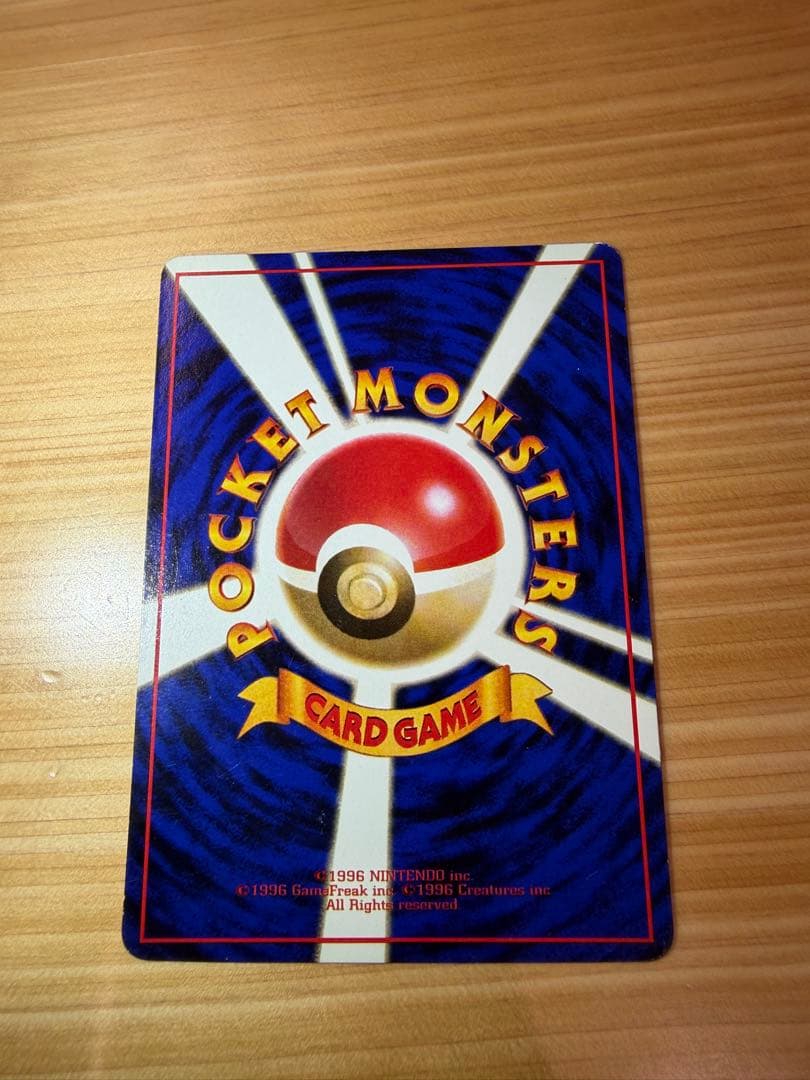 POCKET MONSTERS
CARD GAME
©1996 NINTENDO inc.
©1996 GameFreak inc. ©1996 Creatures inc
All Rights reserved.